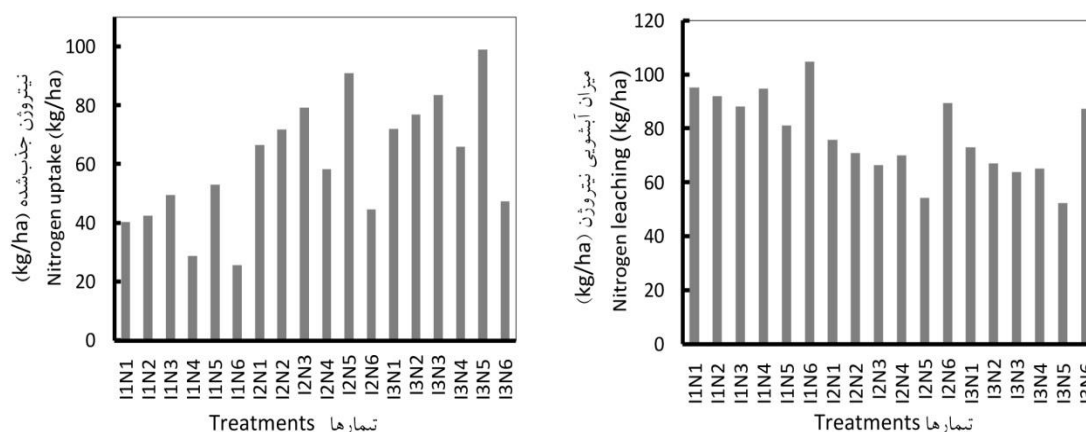 نیتروژن جذب‌شده (kg/ha)
Nitrogen uptake (kg/ha)
100
80
60
40
20
0
I1N1
I1N2
I1N3
I1N4
I1N5
I1N6
I2N1
I2N2
I2N3
I2N4
I2N5
I2N6
I3N1
I3N2
I3N3
I3N4
I3N5
I3N6
Treatments تیمارها
میزان آبشویی نیتروژن (kg/ha)
Nitrogen leaching (kg/ha)
120
100
80
60
40
20
0
I1N1
I1N2
I1N3
I1N4
I1N5
I1N6
I2N1
I2N2
I2N3
I2N4
I2N5
I2N6
I3N1
I3N2
I3N3
I3N4
I3N5
I3N6
Treatments تیمارها